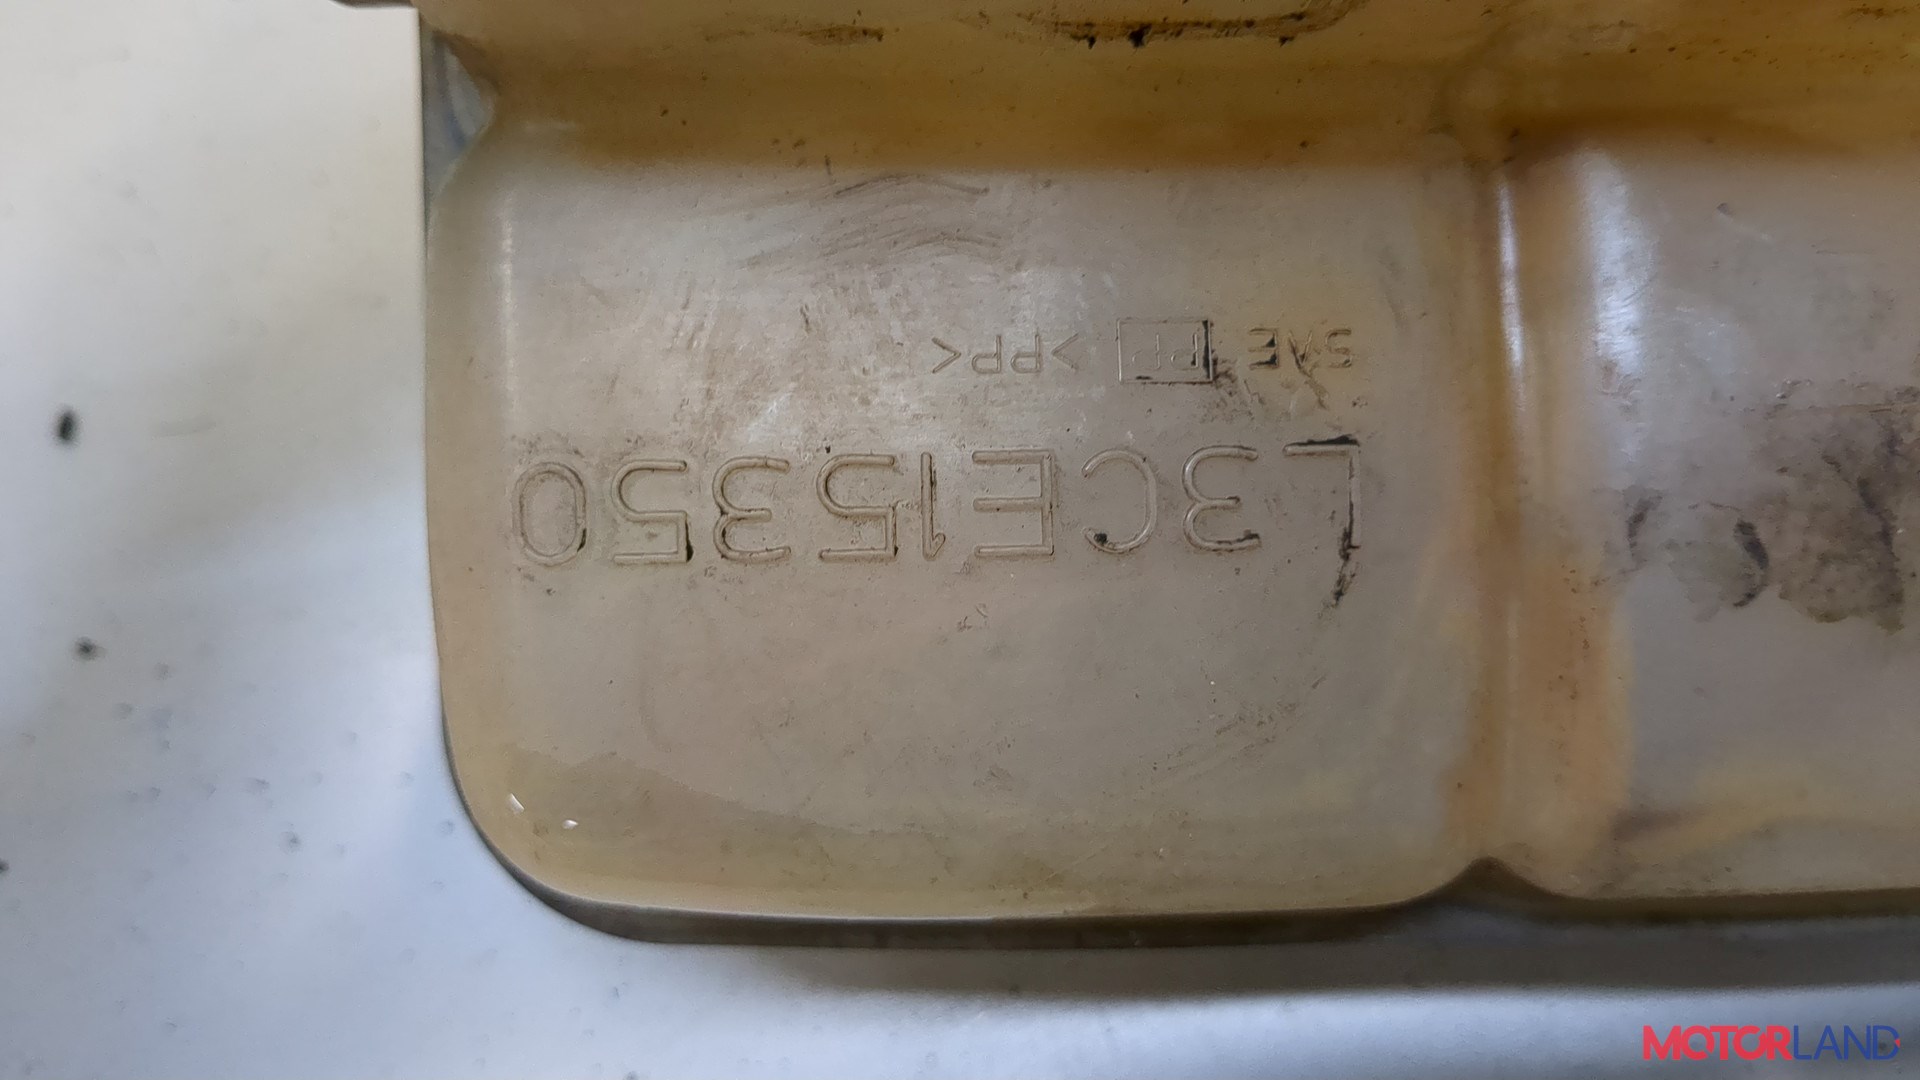 L3CE15350
SAE PP >PP<
MOTORLAND